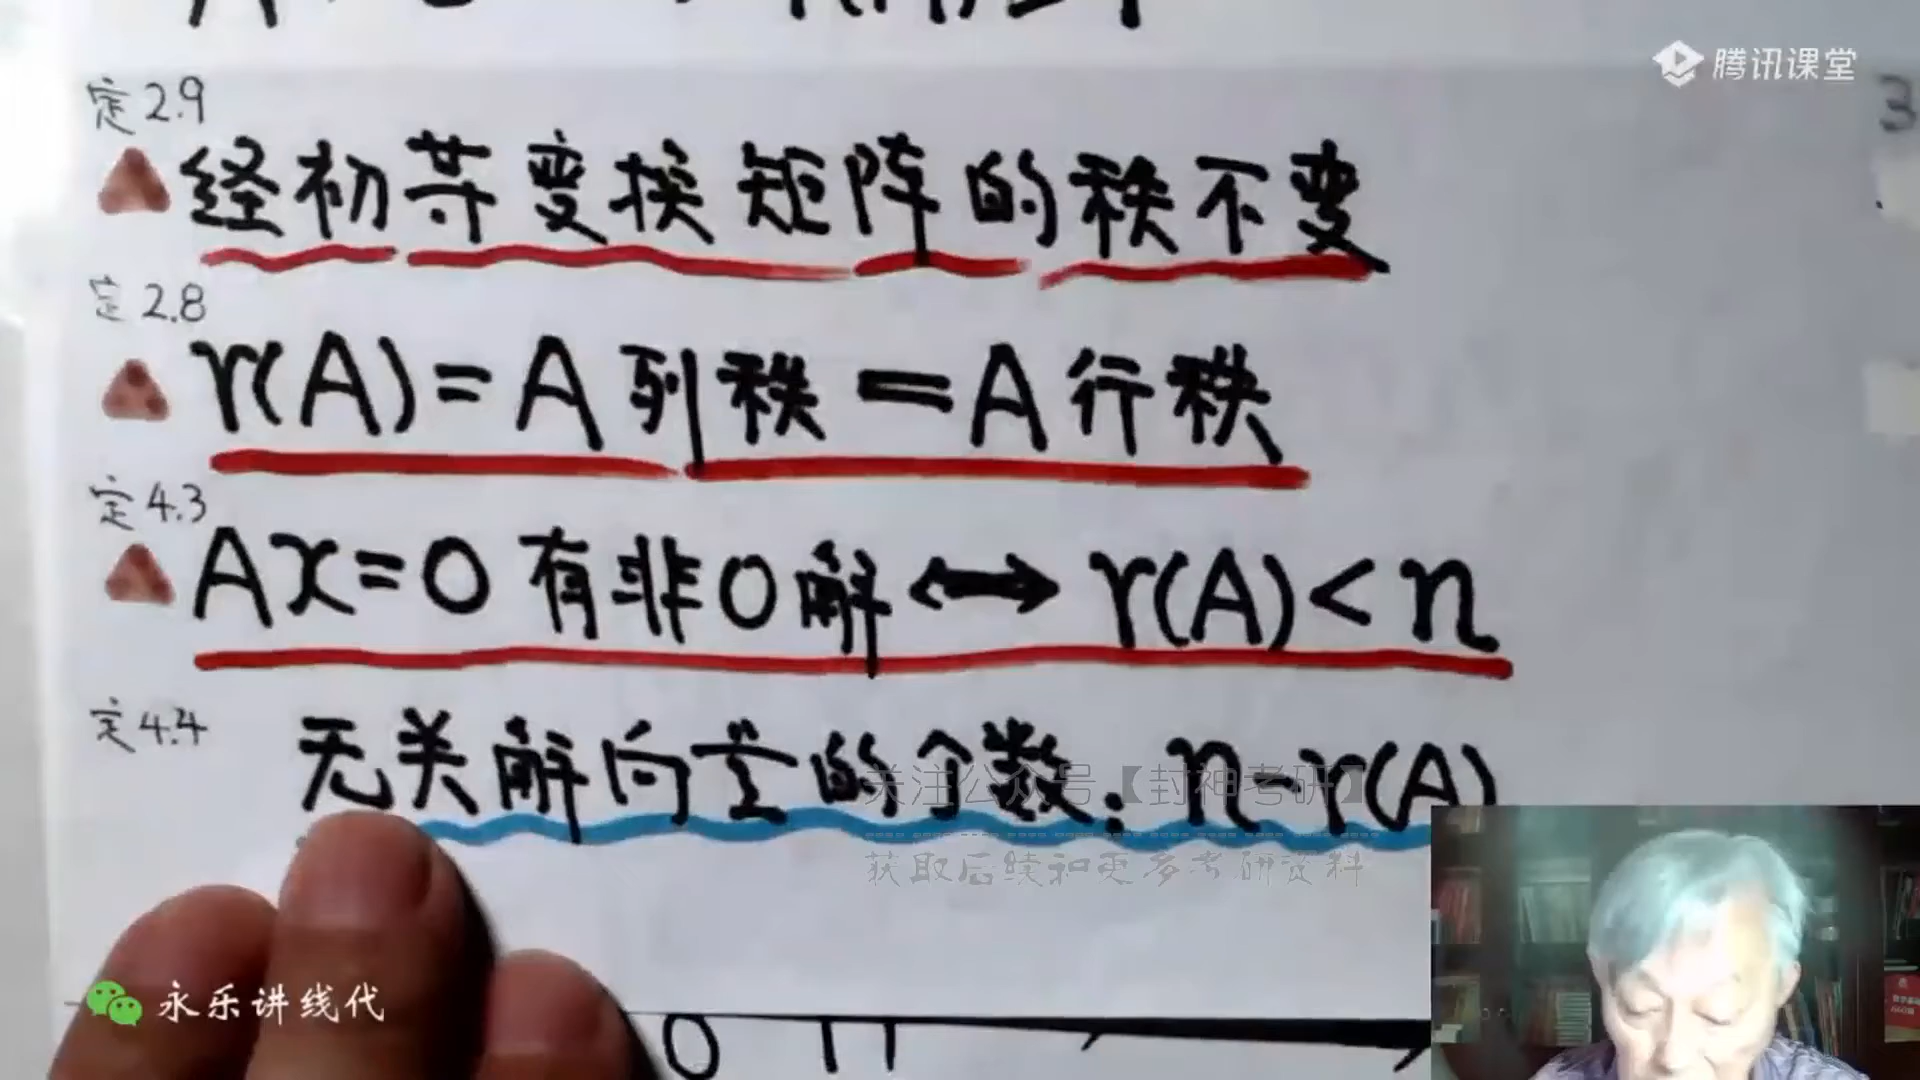 腾讯课堂
定2.9
3
经初等变换矩阵的秩不变
定2.8
r(A)=A列秩=A行秩
定4.3
Ax=0有非0解↔r(A)<n
定4.4
无关解向量的个数:n-r(A)
关注公众号【封神考研】
获取后续和更多考研资料
永乐讲线代